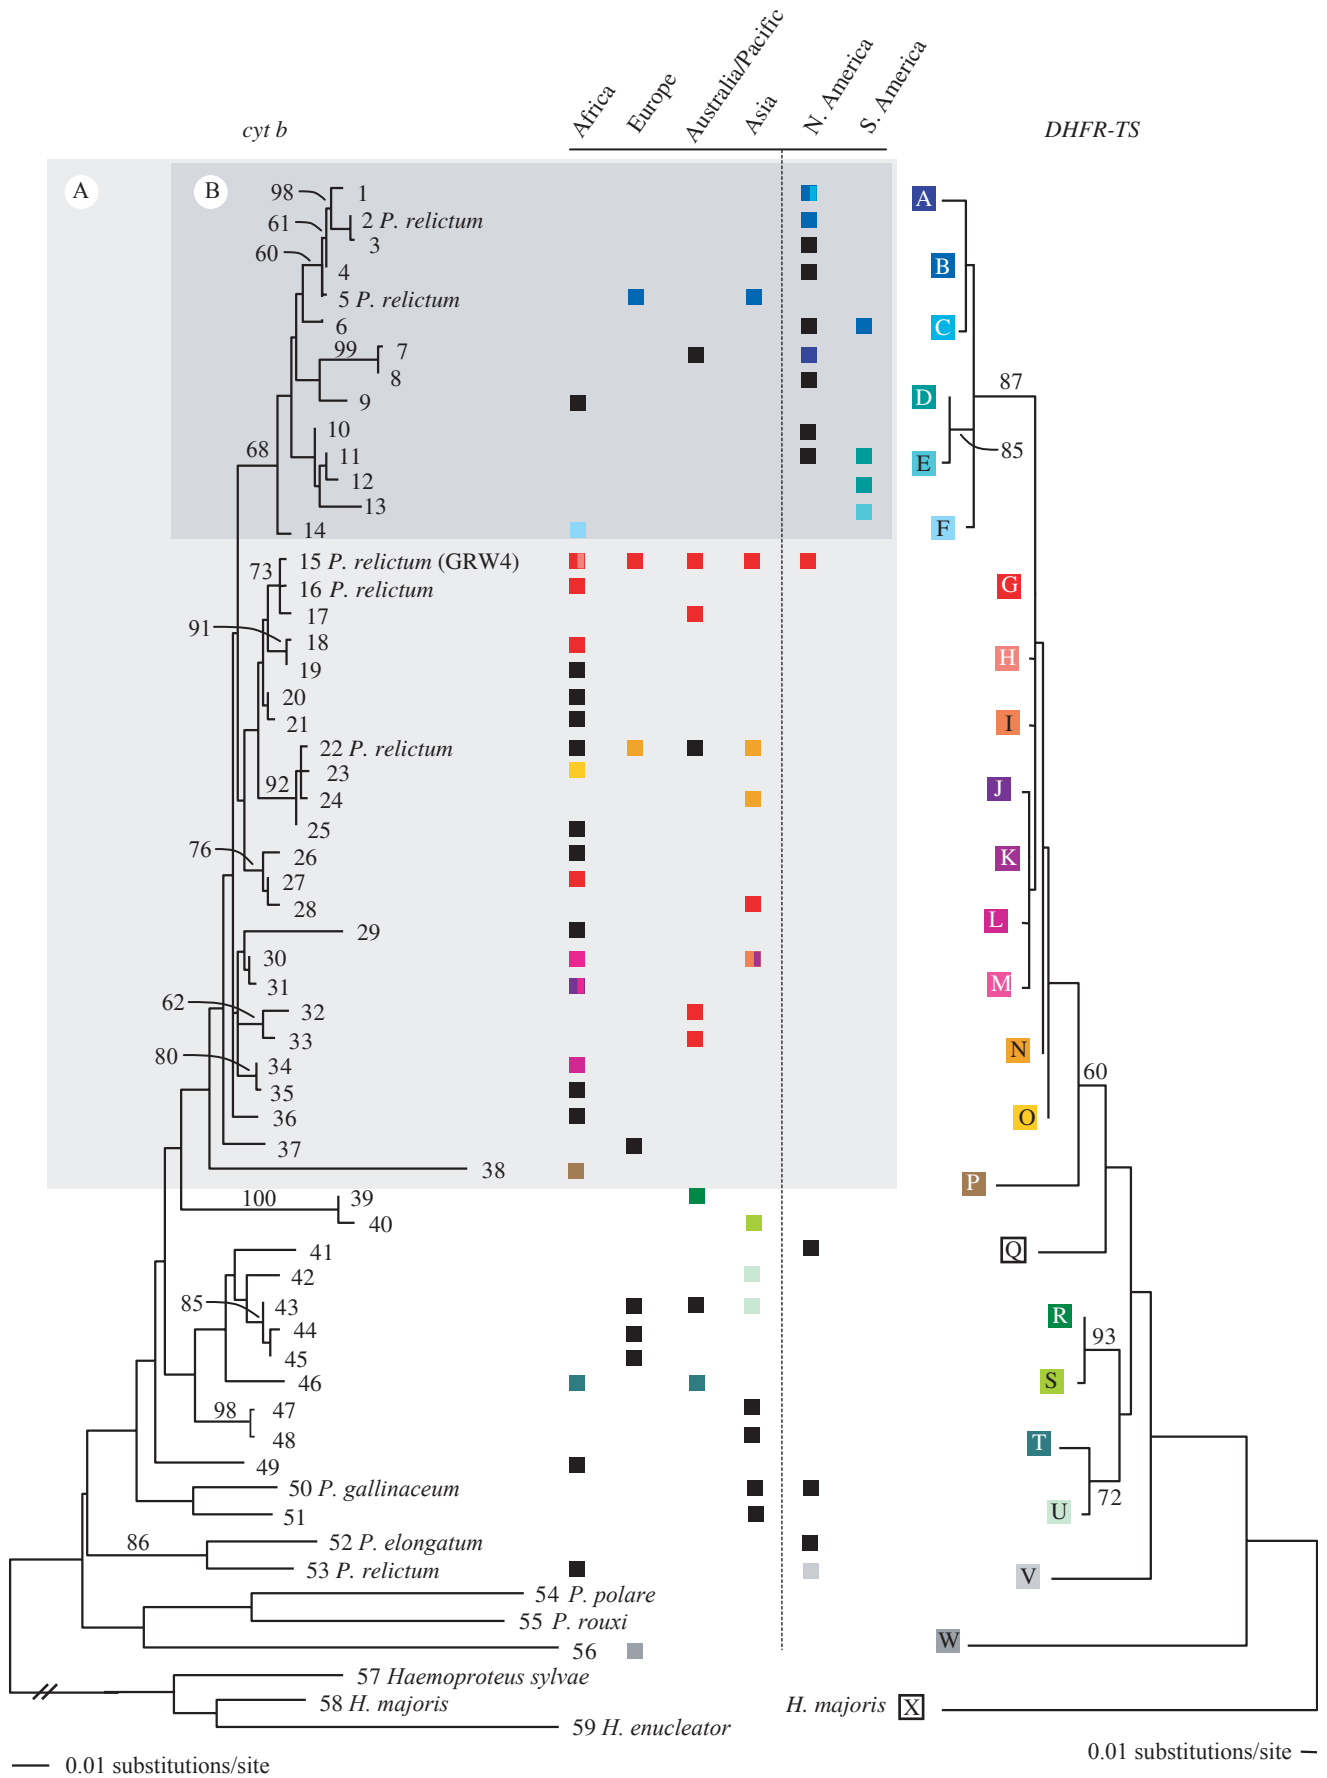 Africa
Europe
Australia/Pacific
Asia
N. America
S. America
cyt b
DHFR-TS
A
B
98
1
61
2 P. relictum
3
60
4
5 P. relictum
6
99
7
8
9
10
68
11
12
13
14
15 P. relictum (GRW4)
73
16 P. relictum
17
91
18
19
20
21
22 P. relictum
23
92
24
25
76
26
27
28
29
30
31
62
32
33
80
34
35
36
37
38
100
39
40
41
42
85
43
44
45
46
98
47
48
49
50 P. gallinaceum
51
86
52 P. elongatum
53 P. relictum
54 P. polare
55 P. rouxi
56
57 Haemoproteus sylvae
58 H. majoris
59 H. enucleator
0.01 substitutions/site
A
B
C
87
D
85
E
F
G
H
I
J
K
L
M
N
60
O
P
Q
R
93
S
T
72
U
V
W
H. majoris X
0.01 substitutions/site